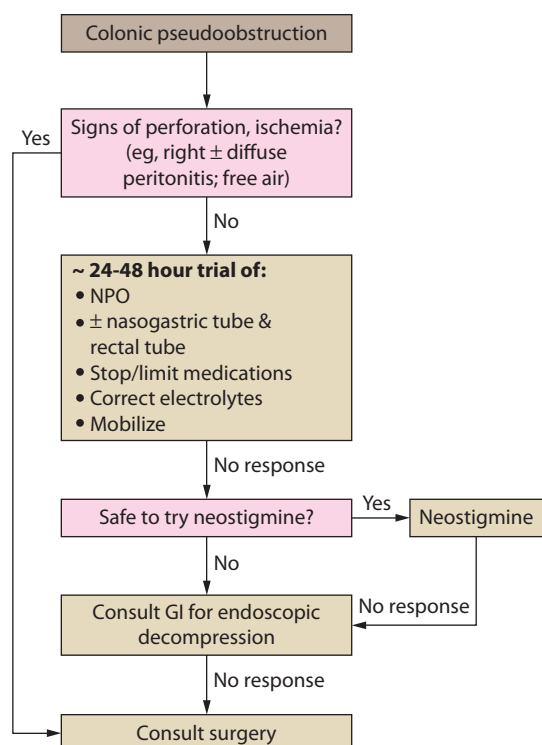 Colonic pseudoobstruction
Yes
Signs of perforation, ischemia?
(eg, right ± diffuse
peritonitis; free air)
No
~ 24-48 hour trial of:
• NPO
• ± nasogastric tube &
rectal tube
• Stop/limit medications
• Correct electrolytes
• Mobilize
No response
Safe to try neostigmine?
Yes
Neostigmine
No
No response
Consult GI for endoscopic
decompression
No response
Consult surgery